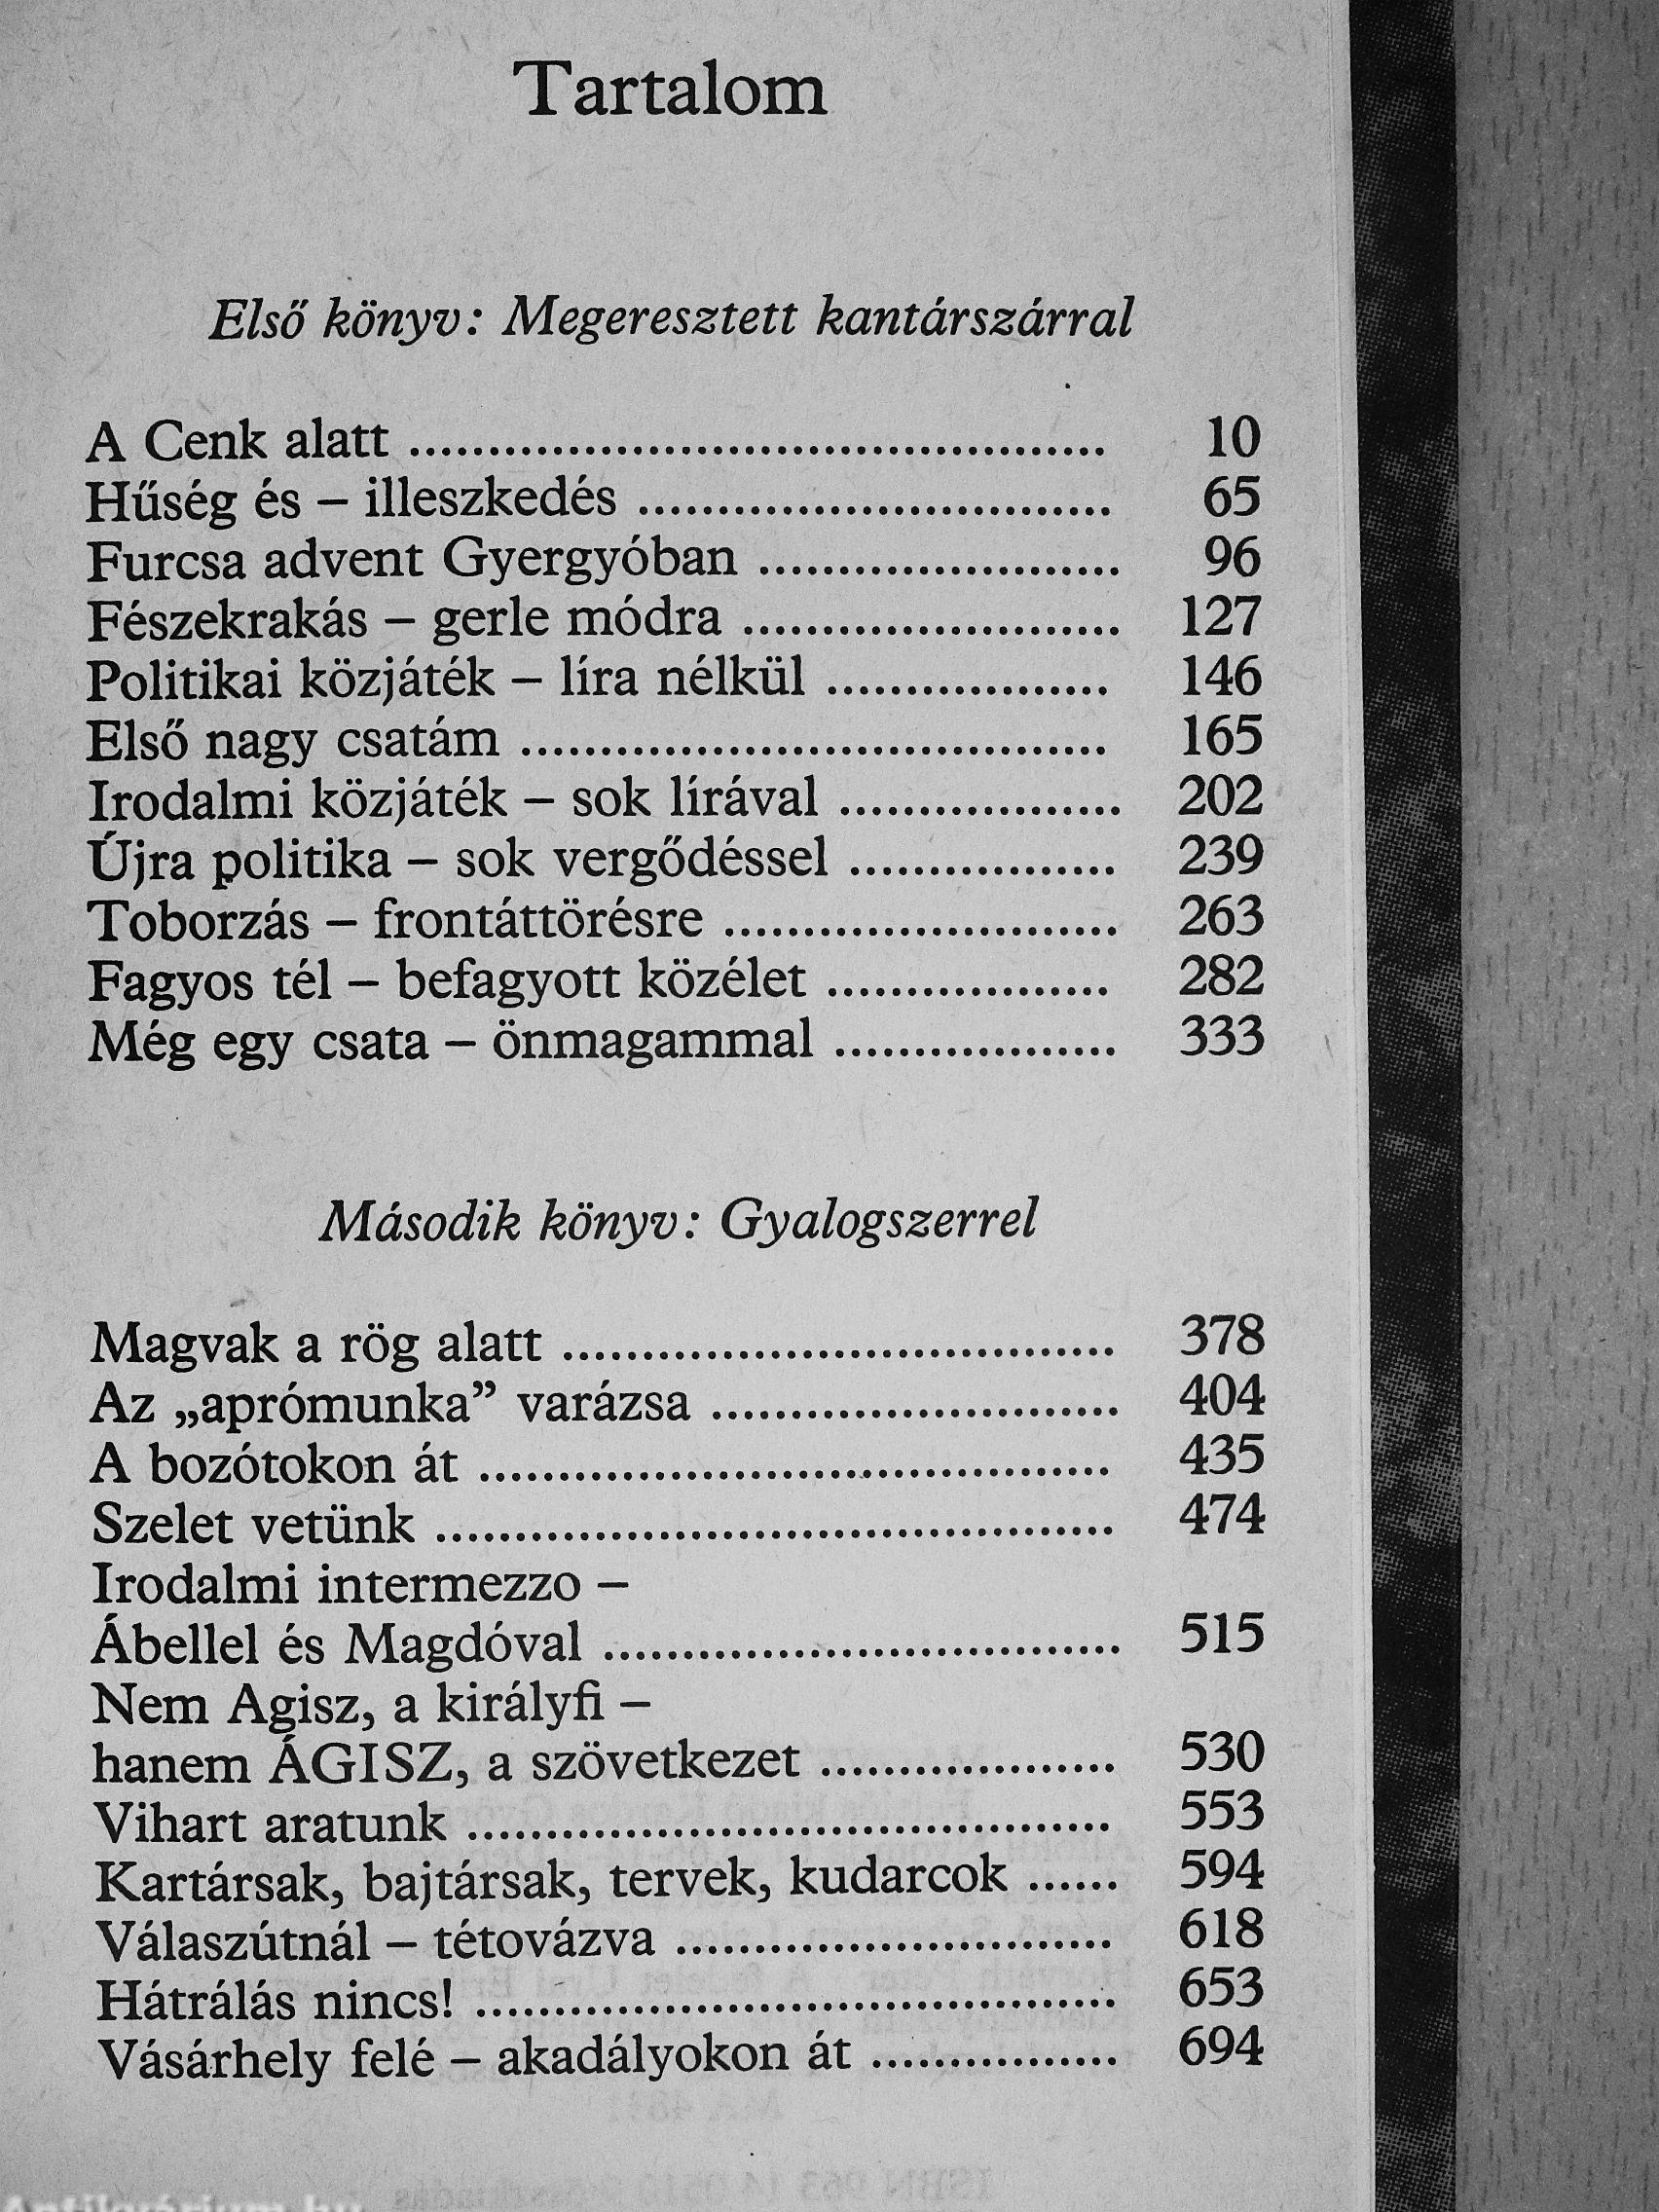 Tartalom
Első könyv: Megeresztett kantárszárral
A Cenk alatt ............................................ 10
Hűség és – illeszkedés .............................. 65
Furcsa advent Gyergyóban ....................... 96
Fészekrakás – gerle módra ........................ 127
Politikai közjáték – líra nélkül .................. 146
Első nagy csatám ..................................... 165
Irodalmi közjáték – sok lírával .................. 202
Újra politika – sok vergődéssel ................. 239
Toborzás – frontáttörésre ......................... 263
Fagyos tél – befagyott közélet .................. 282
Még egy csata – önmagammal .................. 333
Második könyv: Gyalogszerrel
Magvak a rög alatt ................................... 378
Az „aprómunka” varázsa .......................... 404
A bozótokon át ........................................ 435
Szelet vetünk ........................................... 474
Irodalmi intermezzo –
Ábellel és Magdóval ................................. 515
Nem Agisz, a királyfi –
hanem ÁGISZ, a szövetkezet ................... 530
Vihart aratunk ......................................... 553
Kartársak, bajtársak, tervek, kudarcok ...... 594
Válaszútnál – tétovázva ............................ 618
Hátrálás nincs! ......................................... 653
Vásárhely felé – akadályokon át ................ 694